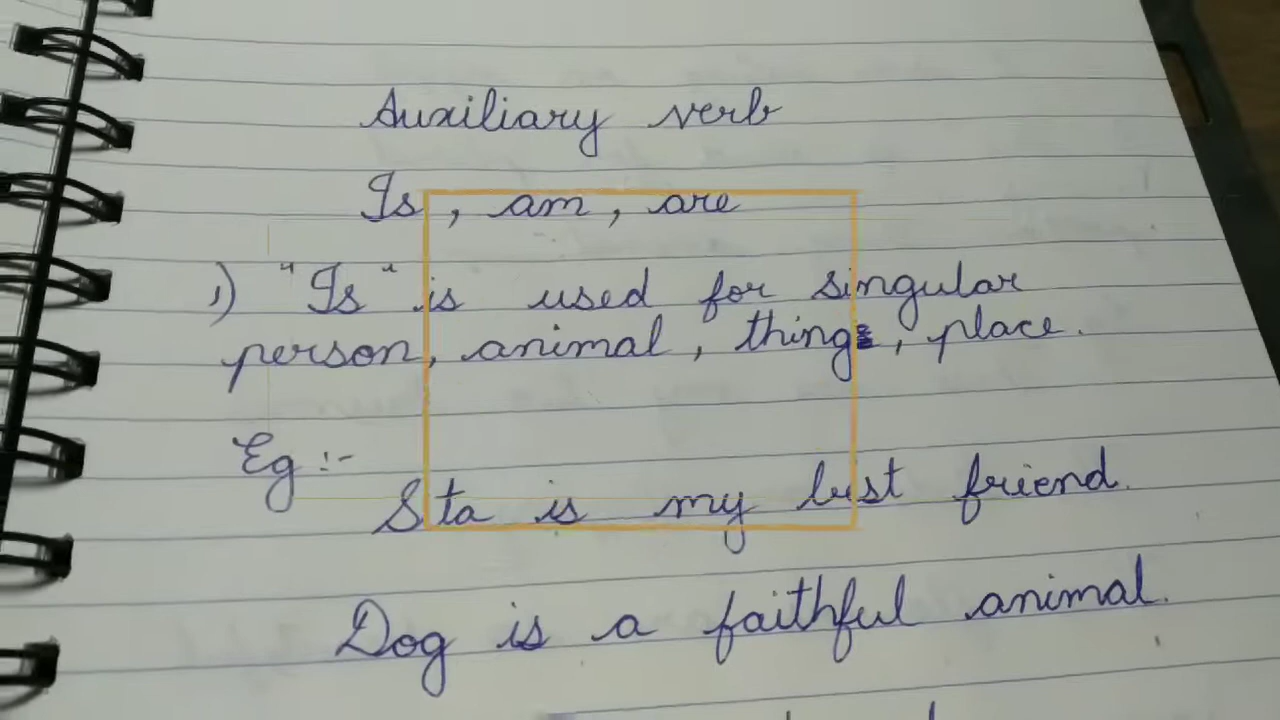 Auxiliary verb
Is, am, are
1) "Is" is used for singular
person, animal, thing, place.
Eg :-
Sita is my best friend.
Dog is a faithful animal.